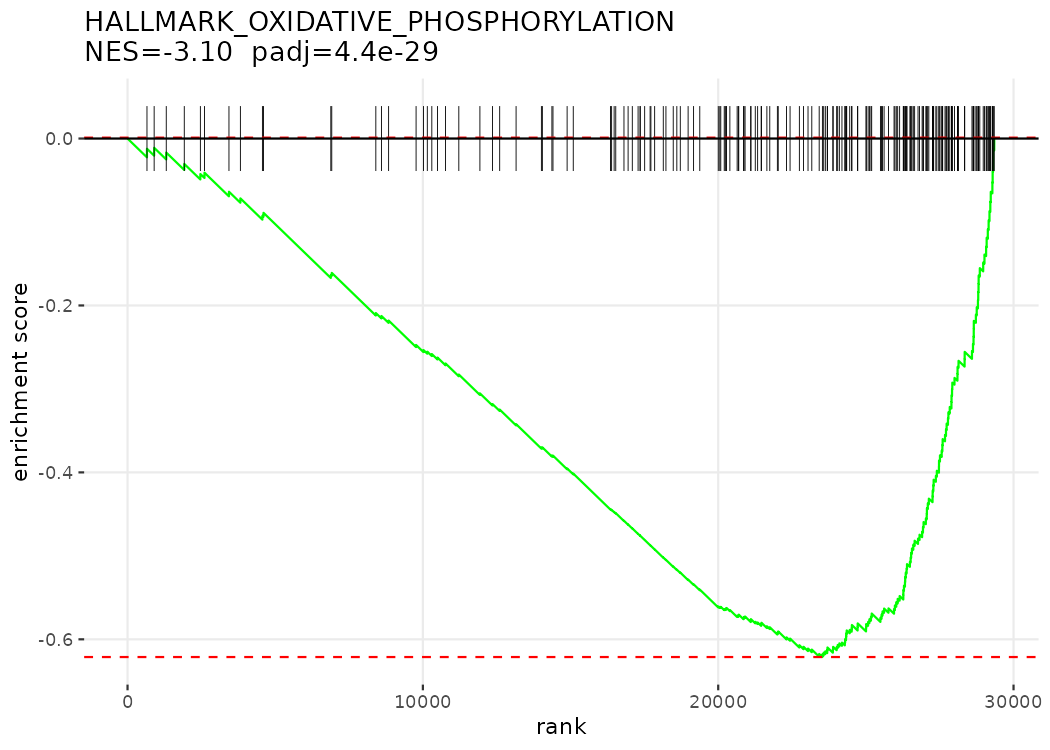 HALLMARK_OXIDATIVE_PHOSPHORYLATION
NES=-3.10  padj=4.4e-29
0.0
-0.2
-0.4
-0.6
enrichment score
0
10000
20000
30000
rank